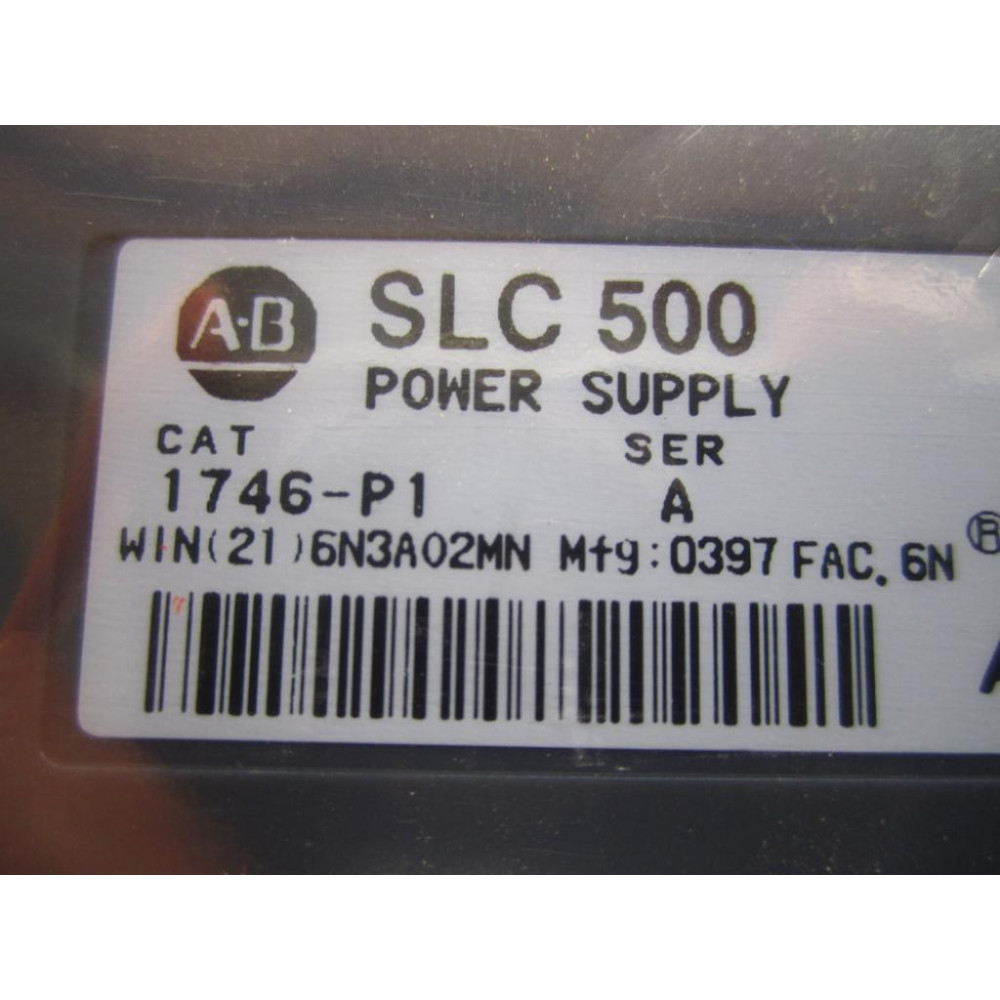 A·B SLC 500
POWER SUPPLY
CAT SER
1746-P1 A
WIN(21)6N3A02MN Mfg:0397 FAC. 6N